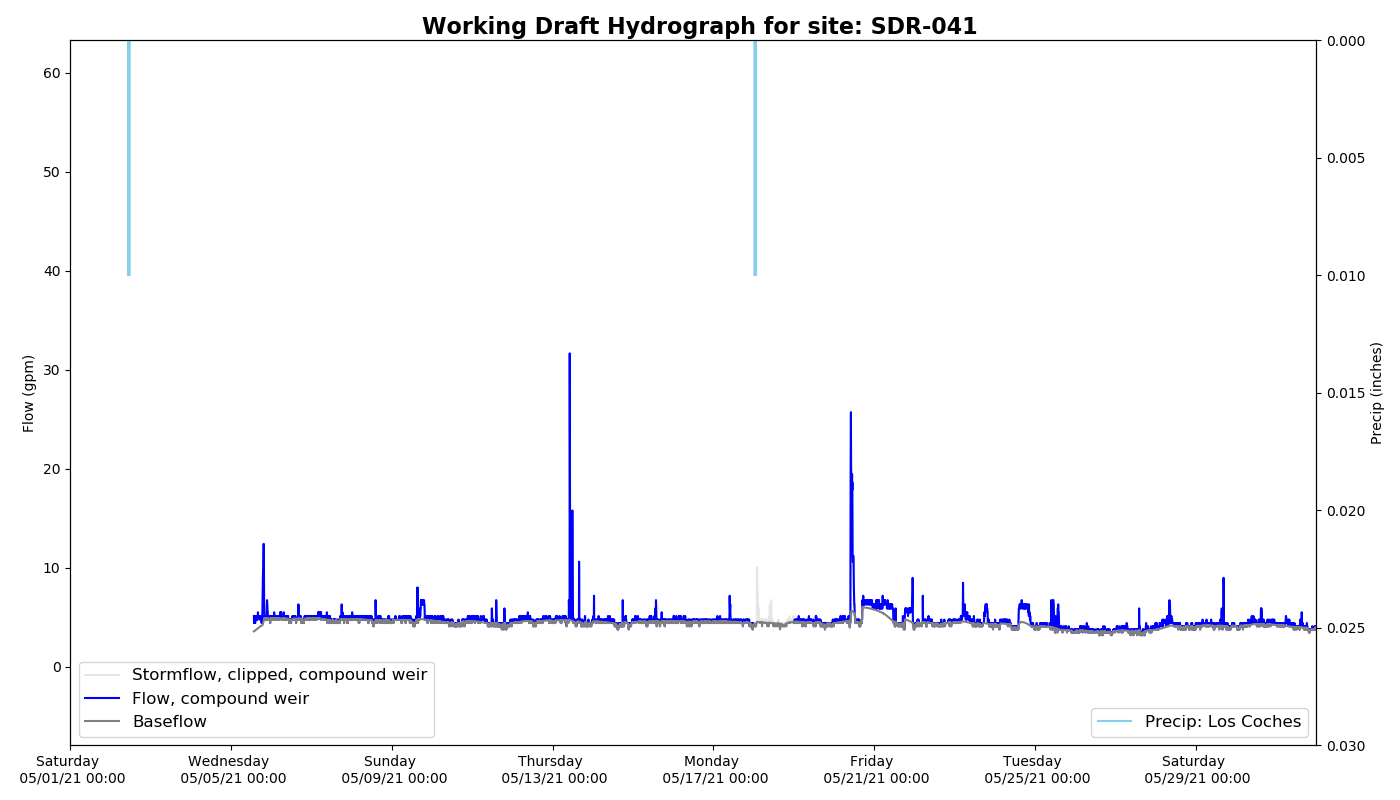 Working Draft Hydrograph for site: SDR-041
60
50
40
30
20
10
0
Flow (gpm)
0.000
0.005
0.010
0.015
0.020
0.025
0.030
Precip (inches)
Stormflow, clipped, compound weir
Flow, compound weir
Baseflow
Precip: Los Coches
Saturday
05/01/21 00:00
Wednesday
05/05/21 00:00
Sunday
05/09/21 00:00
Thursday
05/13/21 00:00
Monday
05/17/21 00:00
Friday
05/21/21 00:00
Tuesday
05/25/21 00:00
Saturday
05/29/21 00:00